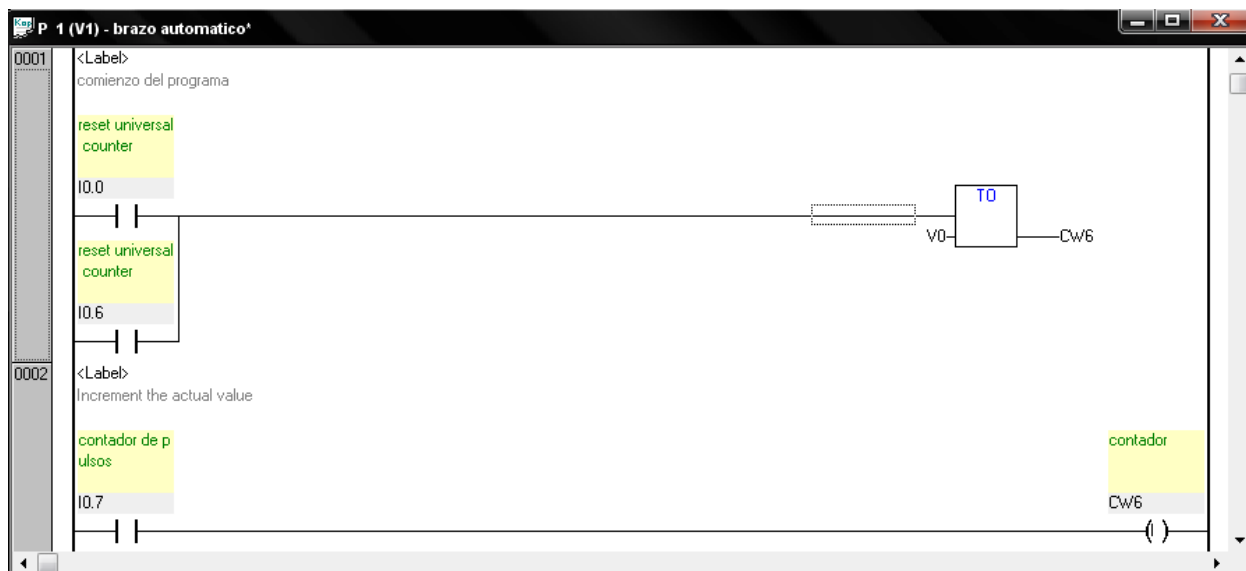 P 1 (V1) - brazo automatico*
0001
<Label>
comienzo del programa
reset universal
counter
I0.0
TO
V0
CW6
reset universal
counter
I0.6
0002
<Label>
Increment the actual value
contador de p
ulsos
contador
I0.7
CW6
(I)